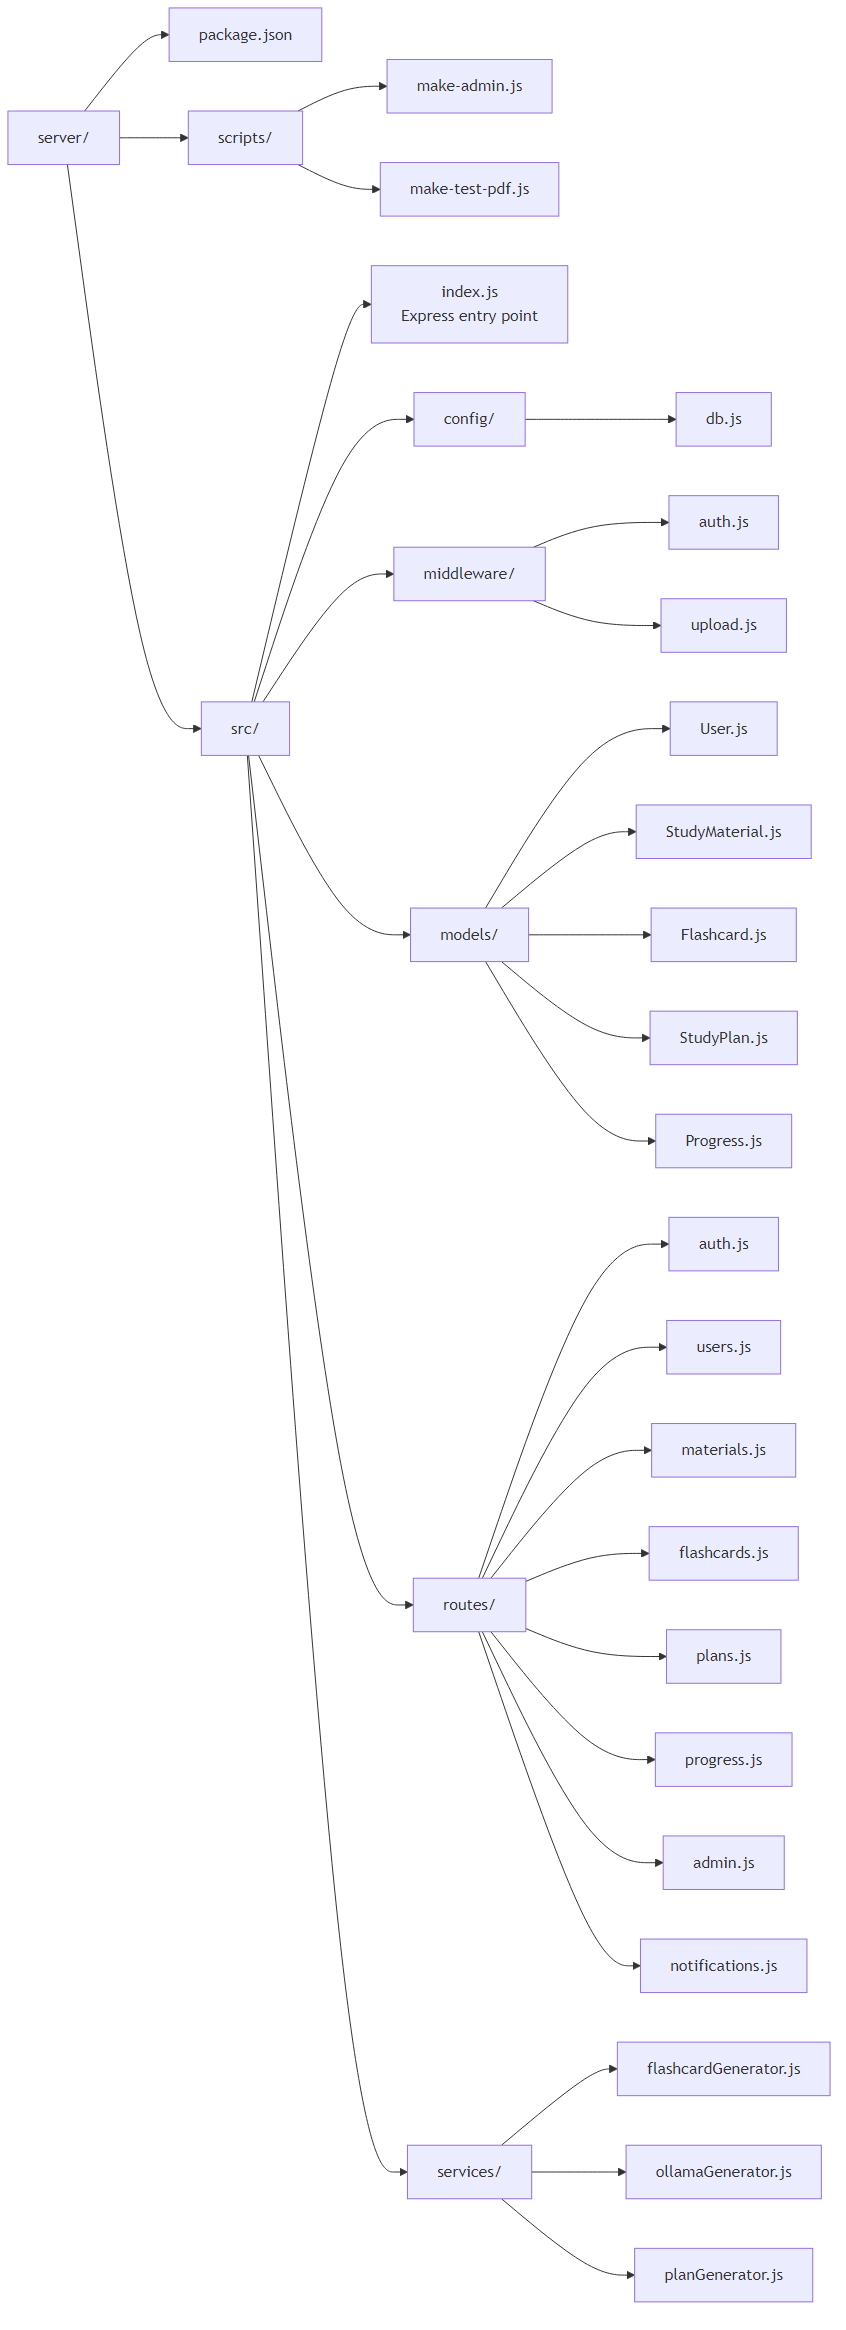 package.json
make-admin.js
server/
scripts/
make-test-pdf.js
index.js
Express entry point
config/
db.js
auth.js
middleware/
upload.js
src/
User.js
StudyMaterial.js
models/
Flashcard.js
StudyPlan.js
Progress.js
auth.js
users.js
materials.js
flashcards.js
routes/
plans.js
progress.js
admin.js
notifications.js
flashcardGenerator.js
services/
ollamaGenerator.js
planGenerator.js